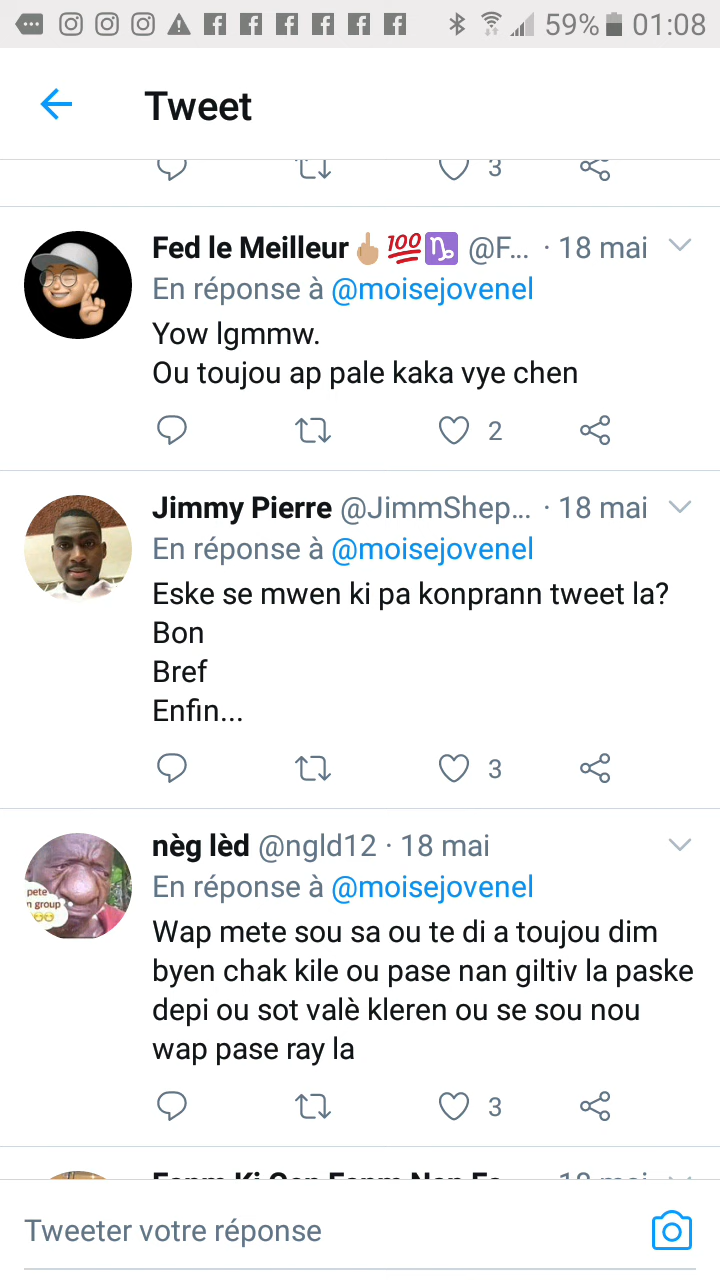 59% 01:08
Tweet
3
Fed le Meilleur🖕🏼💯♑ @F... · 18 mai
En réponse à @moisejovenel
Yow lgmmw.
Ou toujou ap pale kaka vye chen
2
Jimmy Pierre @JimmShep... · 18 mai
En réponse à @moisejovenel
Eske se mwen ki pa konprann tweet la?
Bon
Bref
Enfin...
3
nèg lèd @ngld12 · 18 mai
pete
n group
En réponse à @moisejovenel
Wap mete sou sa ou te di a toujou dim
byen chak kile ou pase nan giltiv la paske
depi ou sot valè kleren ou se sou nou
wap pase ray la
3
Tweeter votre réponse